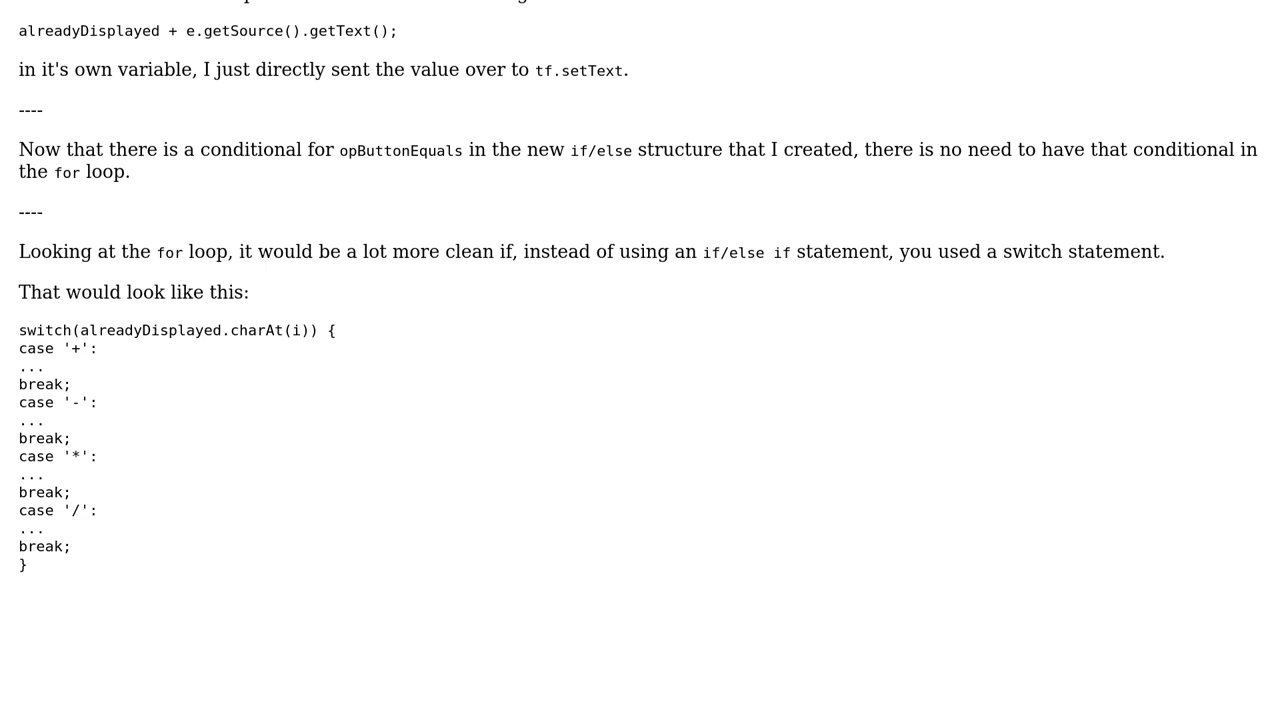 alreadyDisplayed + e.getSource().getText();
in it's own variable, I just directly sent the value over to tf.setText.
----
Now that there is a conditional for opButtonEquals in the new if/else structure that I created, there is no need to have that conditional in
the for loop.
----
Looking at the for loop, it would be a lot more clean if, instead of using an if/else if statement, you used a switch statement.
That would look like this:
switch(alreadyDisplayed.charAt(i)) {
case '+':
...
break;
case '-':
...
break;
case '*':
...
break;
case '/':
...
break;
}